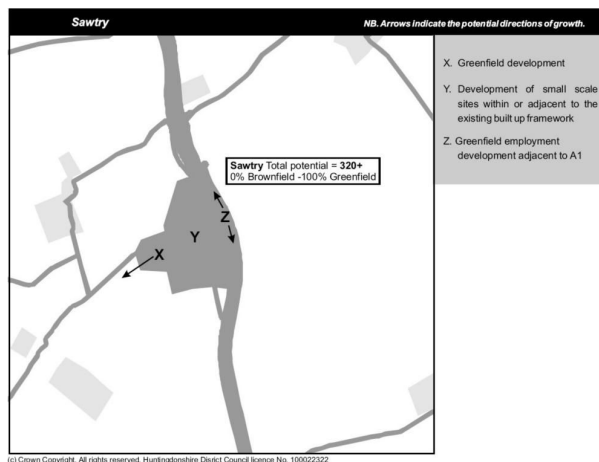 Sawtry
NB. Arrows indicate the potential directions of growth.
X. Greenfield development
Y. Development of small scale
sites within or adjacent to the
existing built up framework
Z. Greenfield employment
development adjacent to A1
Sawtry Total potential = 320+
0% Brownfield -100% Greenfield
Z
Y
X
(c) Crown Copyright. All rights reserved. Huntingdonshire Disrict Council licence No. 100022322